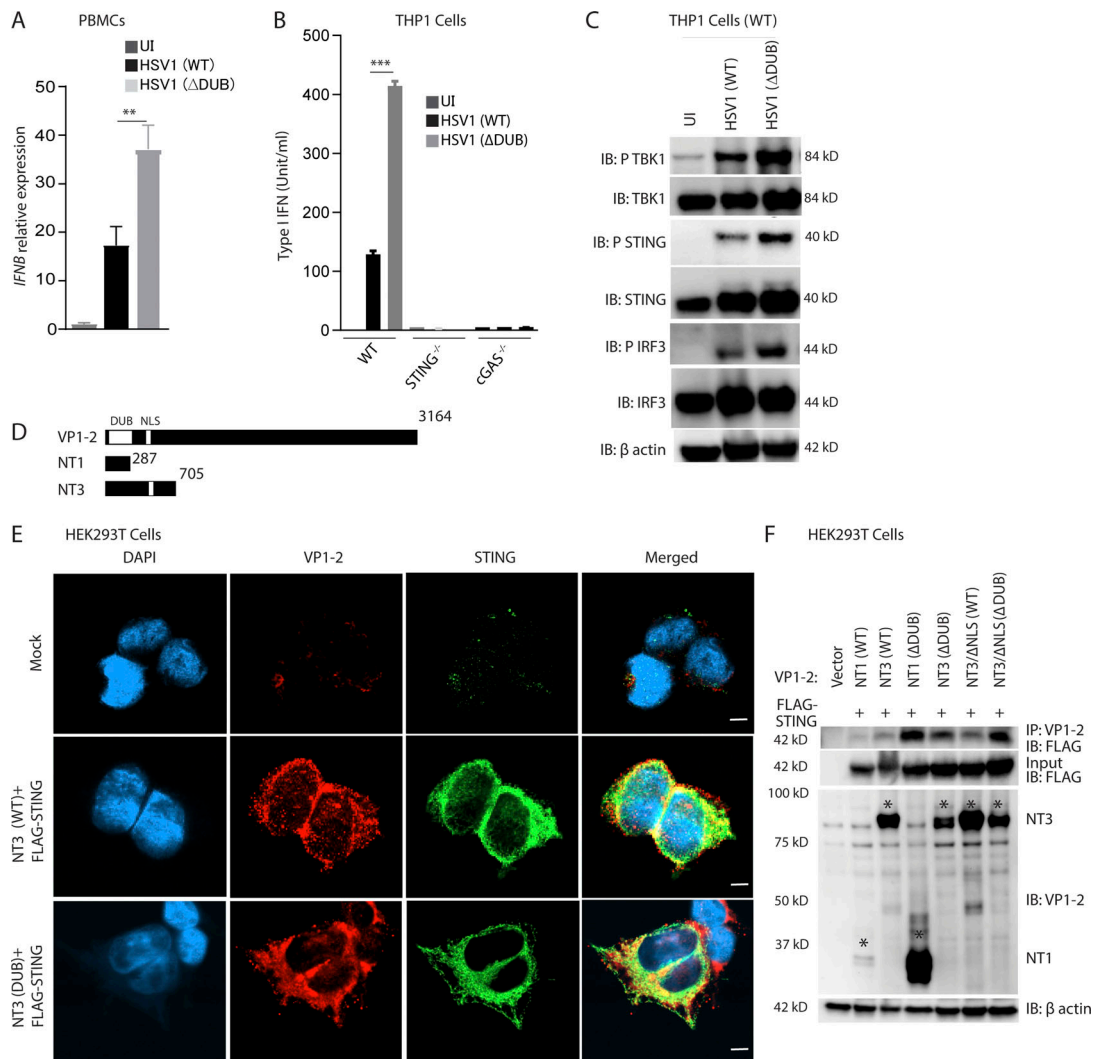 A
PBMCs
UI
HSV1 (WT)
HSV1 (△DUB)
IFNB relative expression
50
40
30
20
10
0
**
B
THP1 Cells
Type I IFN (Unit/ml)
500
400
300
200
100
0
***
UI
HSV1 (WT)
HSV1 (ΔDUB)
WT
STING-/-
cGAS-/-
C
THP1 Cells (WT)
UI
HSV1 (WT)
HSV1 (ΔDUB)
IB: P TBK1
84 kD
IB: TBK1
84 kD
IB: P STING
40 kD
IB: STING
40 kD
IB: P IRF3
44 kD
IB: IRF3
44 kD
IB: β actin
42 kD
D
DUB
NLS
VP1-2
3164
NT1
287
NT3
705
E
HEK293T Cells
DAPI
VP1-2
STING
Merged
Mock
NT3 (WT)+
FLAG-STING
NT3 (DUB)+
FLAG-STING
F
HEK293T Cells
VP1-2:
Vector
NT1 (WT)
NT3 (WT)
NT1 (ΔDUB)
NT3 (ΔDUB)
NT3/ΔNLS (WT)
NT3/ΔNLS (ΔDUB)
FLAG-
STING
+ + + + + +
42 kD
IP: VP1-2
IB: FLAG
42 kD
Input
IB: FLAG
100 kD
* * * *
NT3
75 kD
50 kD
IB: VP1-2
37 kD
* *
NT1
42 kD
IB: β actin